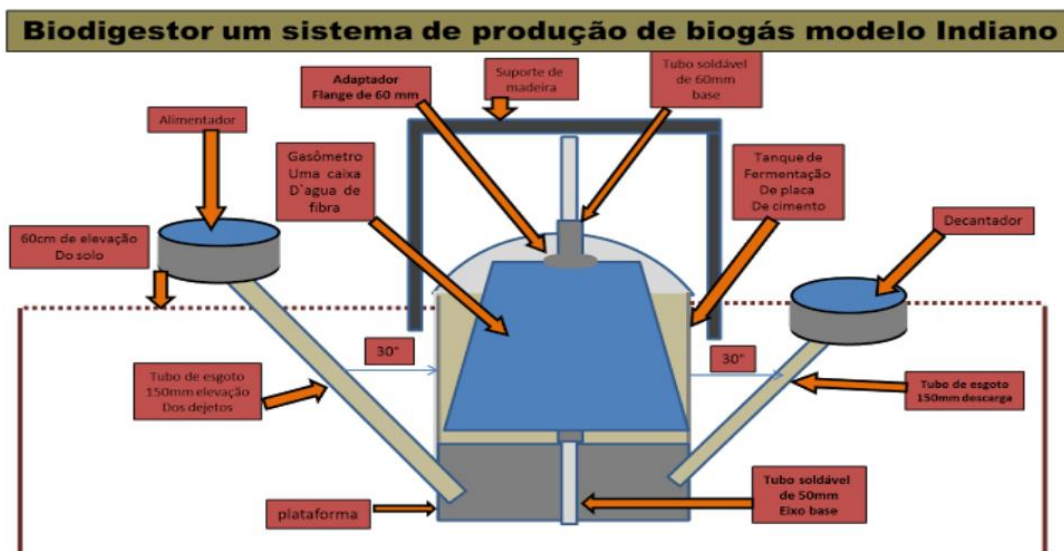 Biodigestor um sistema de produção de biogás modelo Indiano
Alimentador
Adaptador
Flange de 60 mm
Suporte de
madeira
Tubo soldável
de 60mm
base
Gasômetro
Uma caixa
D`agua de
fibra
Tanque de
Fermentação
De placa
De cimento
Decantador
60cm de elevação
Do solo
30°
30°
Tubo de esgoto
150mm elevação
Dos dejetos
Tubo de esgoto
150mm descarga
plataforma
Tubo soldável
de 50mm
Eixo base